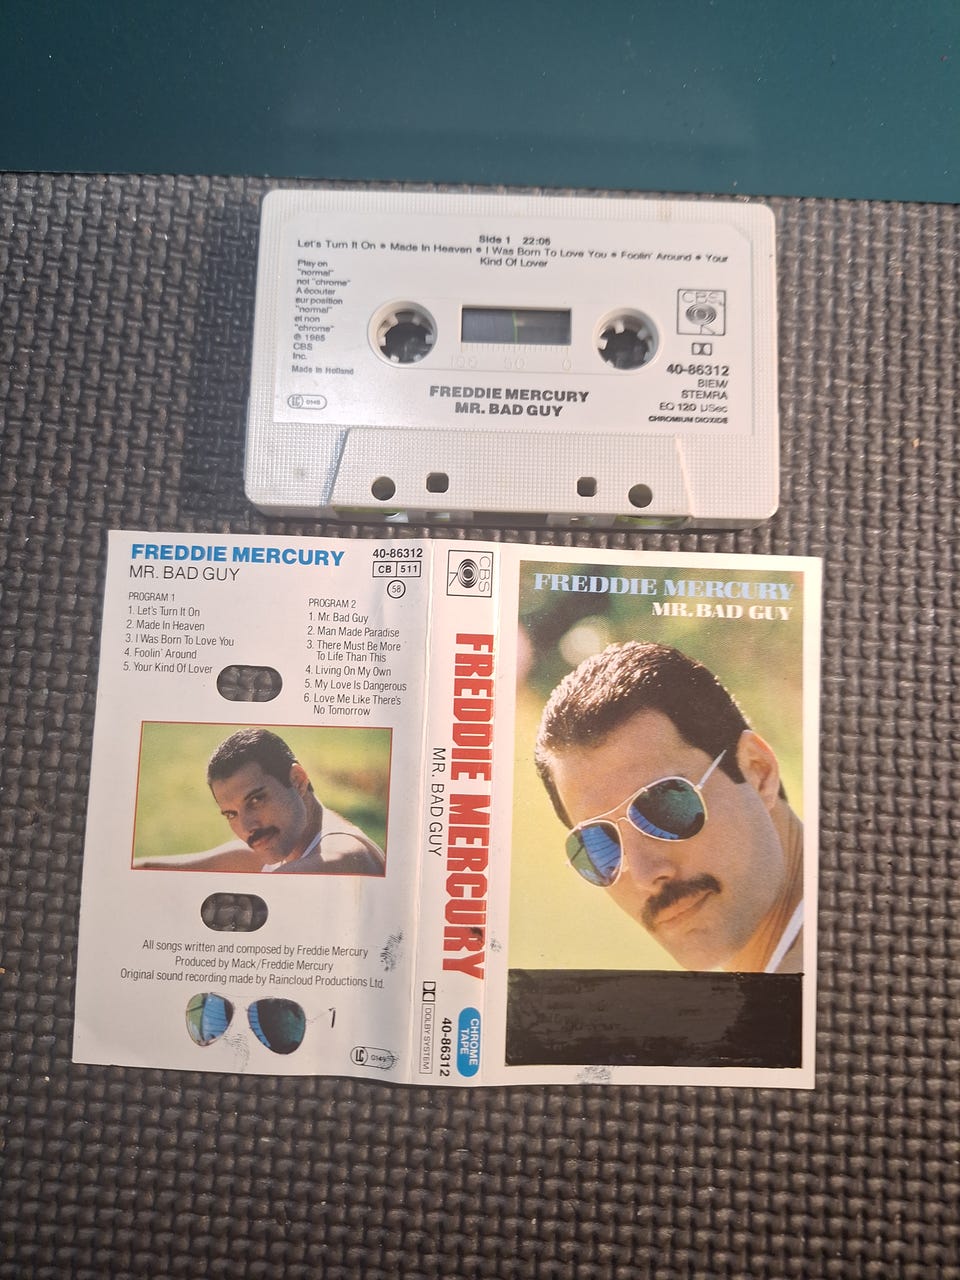 Side 1 22:06
Let's Turn It On • Made In Heaven • I Was Born To Love You • Foolin' Around • Your
Kind Of Lover
Play on
"normal"
not "chrome"
A écouter
sur position
"normal"
et non
"chrome"
℗ 1985
CBS
Inc.
Made in Holland
LC 0149
CBS
40-86312
BIEM/
STEMRA
EQ 120 µSec
CHROMIUM DIOXIDE
100 50 0
FREDDIE MERCURY
MR. BAD GUY
FREDDIE MERCURY
MR. BAD GUY
40-86312
CB 511
58
PROGRAM 1
1. Let's Turn It On
2. Made In Heaven
3. I Was Born To Love You
4. Foolin' Around
5. Your Kind Of Lover
PROGRAM 2
1. Mr. Bad Guy
2. Man Made Paradise
3. There Must Be More
To Life Than This
4. Living On My Own
5. My Love Is Dangerous
6. Love Me Like There's
No Tomorrow
All songs written and composed by Freddie Mercury
Produced by Mack/Freddie Mercury
Original sound recording made by Raincloud Productions Ltd.
LC 0149
CBS
FREDDIE MERCURY
MR. BAD GUY
DOLBY SYSTEM
40-86312
CHROME
TAPE
FREDDIE MERCURY
MR. BAD GUY